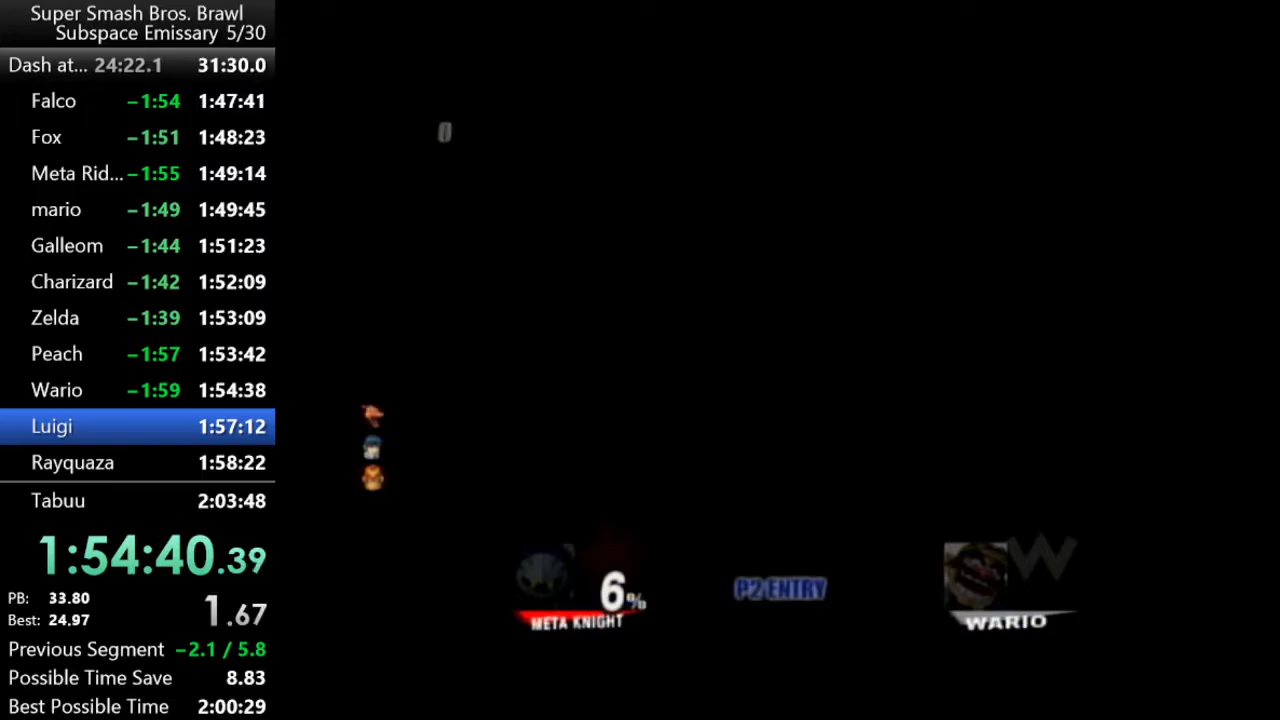 Super Smash Bros. Brawl
Subspace Emissary 5/30
Dash at... 24:22.1 31:30.0
Falco -1:54 1:47:41
Fox -1:51 1:48:23
Meta Rid... -1:55 1:49:14
mario -1:49 1:49:45
Galleom -1:44 1:51:23
Charizard -1:42 1:52:09
Zelda -1:39 1:53:09
Peach -1:57 1:53:42
Wario -1:59 1:54:38
Luigi 1:57:12
Rayquaza 1:58:22
Tabuu 2:03:48
1:54:40.39
PB: 33.80
Best: 24.97
1.67
Previous Segment -2.1 / 5.8
Possible Time Save 8.83
Best Possible Time 2:00:29
0
6%
META KNIGHT
P2 ENTRY
W
WARIO